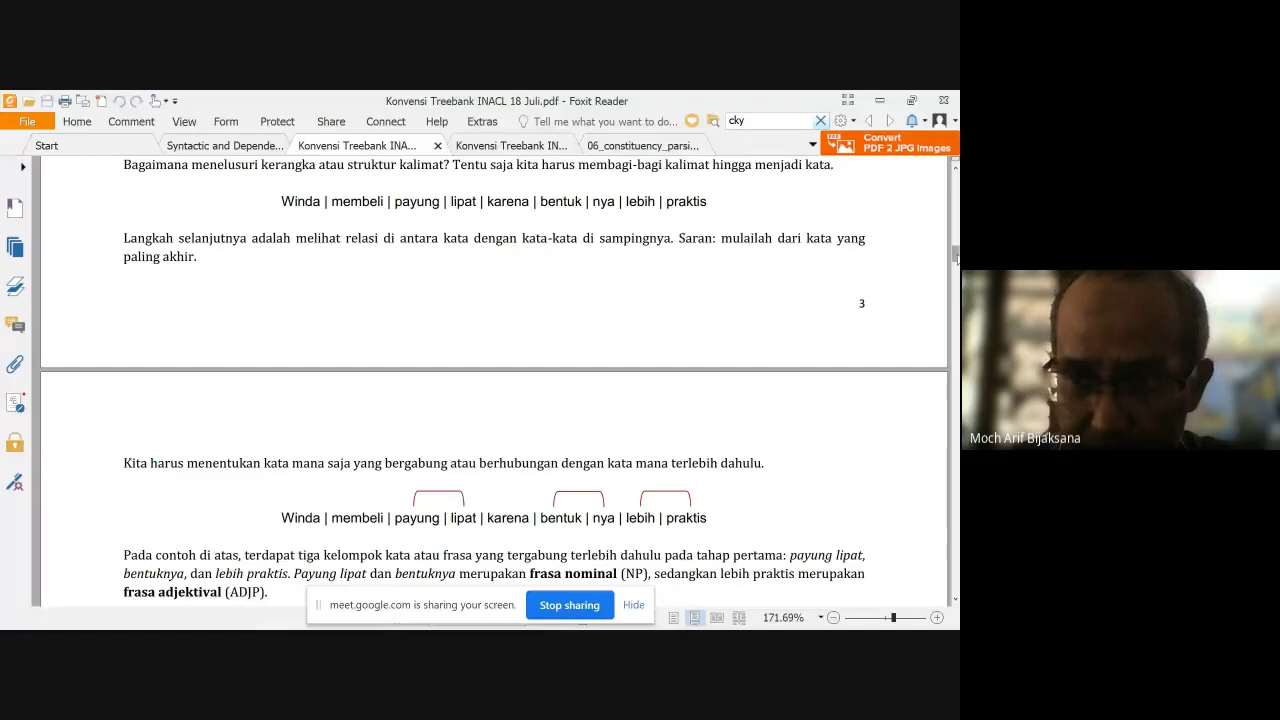 Konvensi Treebank INACL 18 Juli.pdf - Foxit Reader
File Home Comment View Form Protect Share Connect Help Extras Tell me what you want to do... cky
Start Syntactic and Depende... Konvensi Treebank INA... Konvensi Treebank IN... 06_constituency_parsi...
Convert
PDF 2 JPG Images
Bagaimana menelusuri kerangka atau struktur kalimat? Tentu saja kita harus membagi-bagi kalimat hingga menjadi kata.
Winda | membeli | payung | lipat | karena | bentuk | nya | lebih | praktis
Langkah selanjutnya adalah melihat relasi di antara kata dengan kata-kata di sampingnya. Saran: mulailah dari kata yang
paling akhir.
3
Kita harus menentukan kata mana saja yang bergabung atau berhubungan dengan kata mana terlebih dahulu.
Winda | membeli | payung | lipat | karena | bentuk | nya | lebih | praktis
Pada contoh di atas, terdapat tiga kelompok kata atau frasa yang tergabung terlebih dahulu pada tahap pertama: payung lipat,
bentuknya, dan lebih praktis. Payung lipat dan bentuknya merupakan frasa nominal (NP), sedangkan lebih praktis merupakan
frasa adjektival (ADJP).
meet.google.com is sharing your screen. Stop sharing Hide
171.69%
Moch Arif Bijaksana